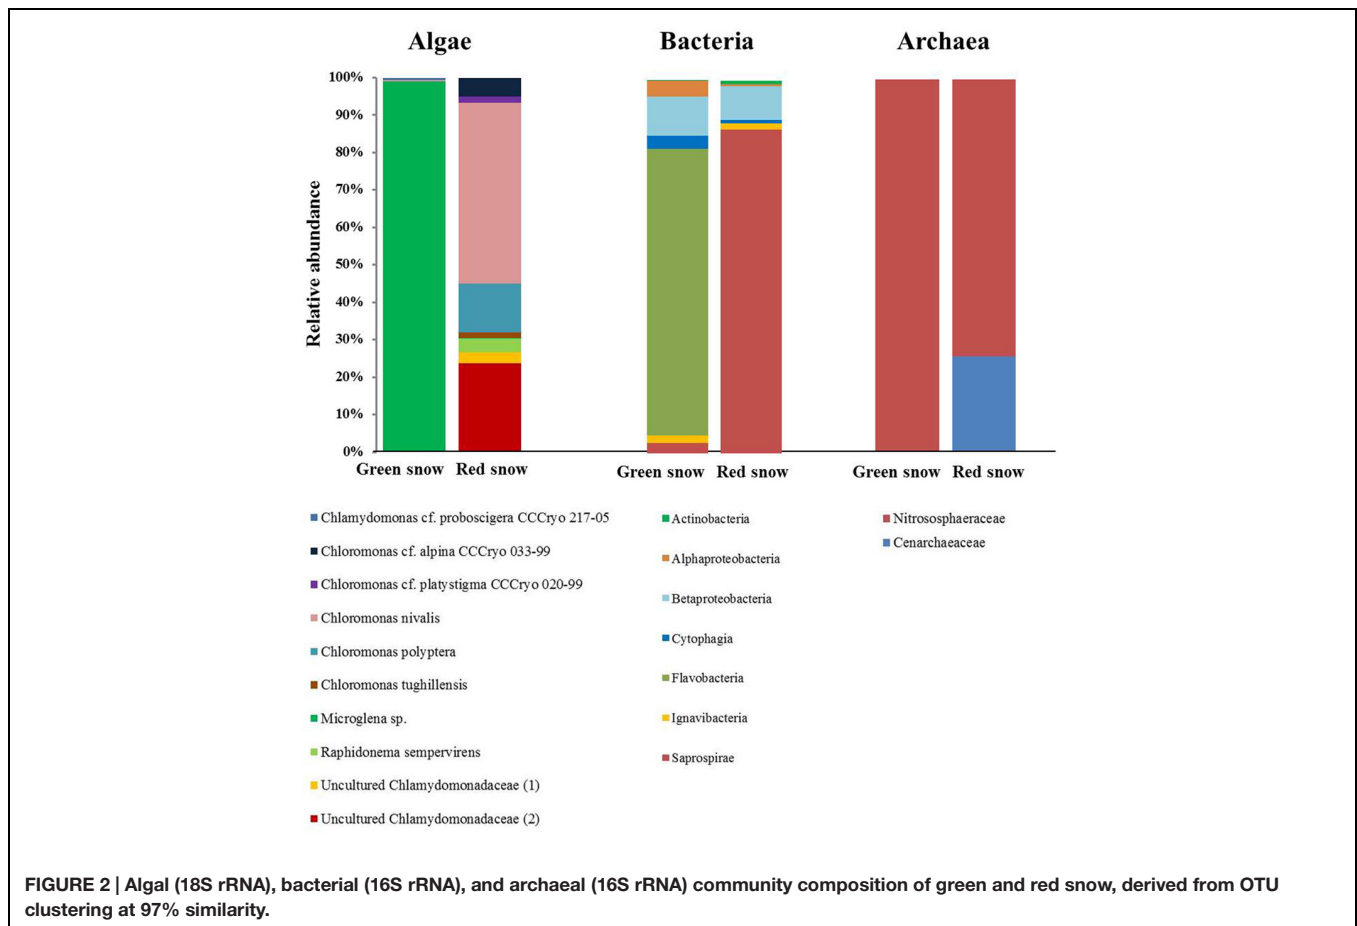 Algae
Bacteria
Archaea
Relative abundance
100%
90%
80%
70%
60%
50%
40%
30%
20%
10%
0%
Green snow
Red snow
Green snow
Red snow
Green snow
Red snow
Chlamydomonas cf. proboscigera CCCryo 217-05
Chloromonas cf. alpina CCCryo 033-99
Chloromonas cf. platystigma CCCryo 020-99
Chloromonas nivalis
Chloromonas polyptera
Chloromonas tughillensis
Microglena sp.
Raphidonema sempervirens
Uncultured Chlamydomonadaceae (1)
Uncultured Chlamydomonadaceae (2)
Actinobacteria
Alphaproteobacteria
Betaproteobacteria
Cytophagia
Flavobacteria
Ignavibacteria
Saprospirae
Nitrososphaeraceae
Cenarchaeaceae
FIGURE 2 | Algal (18S rRNA), bacterial (16S rRNA), and archaeal (16S rRNA) community composition of green and red snow, derived from OTU
clustering at 97% similarity.